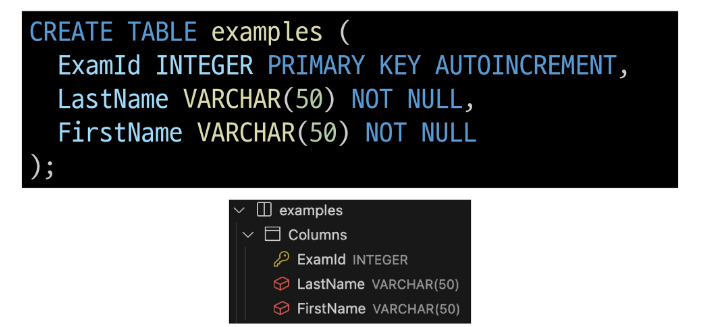 CREATE TABLE examples (
  ExamId INTEGER PRIMARY KEY AUTOINCREMENT,
  LastName VARCHAR(50) NOT NULL,
  FirstName VARCHAR(50) NOT NULL
);
examples
Columns
ExamId INTEGER
LastName VARCHAR(50)
FirstName VARCHAR(50)